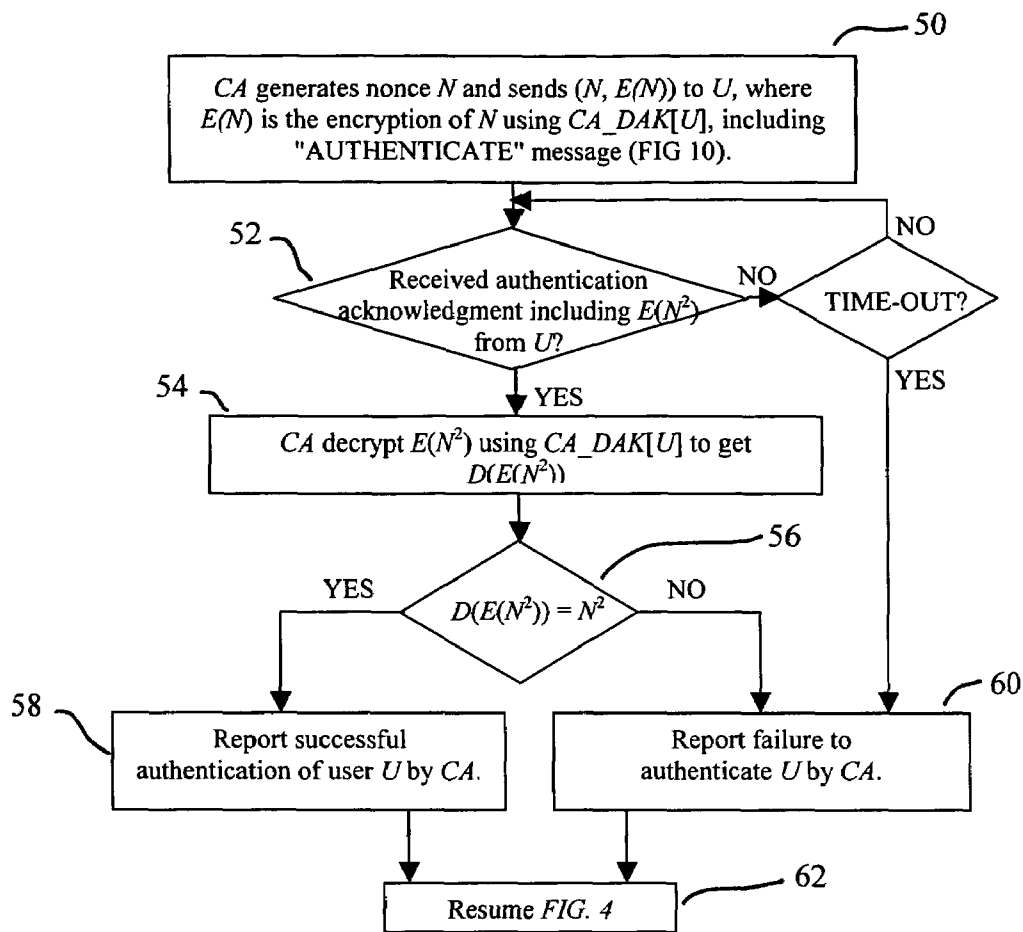 50
CA generates nonce N and sends (N, E(N)) to U, where
E(N) is the encryption of N using CA_DAK[U], including
"AUTHENTICATE" message (FIG 10).
NO
52
Received authentication
acknowledgment including E(N²)
from U?
NO
TIME-OUT?
YES
54
YES
CA decrypt E(N²) using CA_DAK[U] to get
D(E(N²))
56
YES
NO
D(E(N²)) = N²
58
60
Report successful
authentication of user U by CA.
Report failure to
authenticate U by CA.
62
Resume FIG. 4